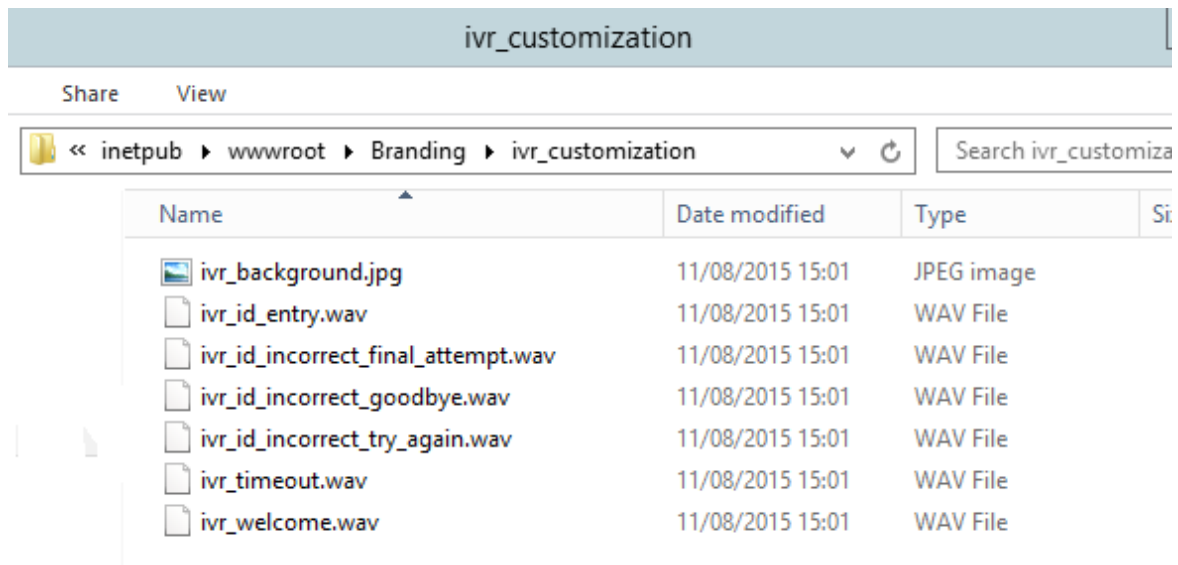 ivr_customization
Share View
« inetpub ▸ wwwroot ▸ Branding ▸ ivr_customization Search ivr_customiza
Name Date modified Type Si
ivr_background.jpg 11/08/2015 15:01 JPEG image
ivr_id_entry.wav 11/08/2015 15:01 WAV File
ivr_id_incorrect_final_attempt.wav 11/08/2015 15:01 WAV File
ivr_id_incorrect_goodbye.wav 11/08/2015 15:01 WAV File
ivr_id_incorrect_try_again.wav 11/08/2015 15:01 WAV File
ivr_timeout.wav 11/08/2015 15:01 WAV File
ivr_welcome.wav 11/08/2015 15:01 WAV File